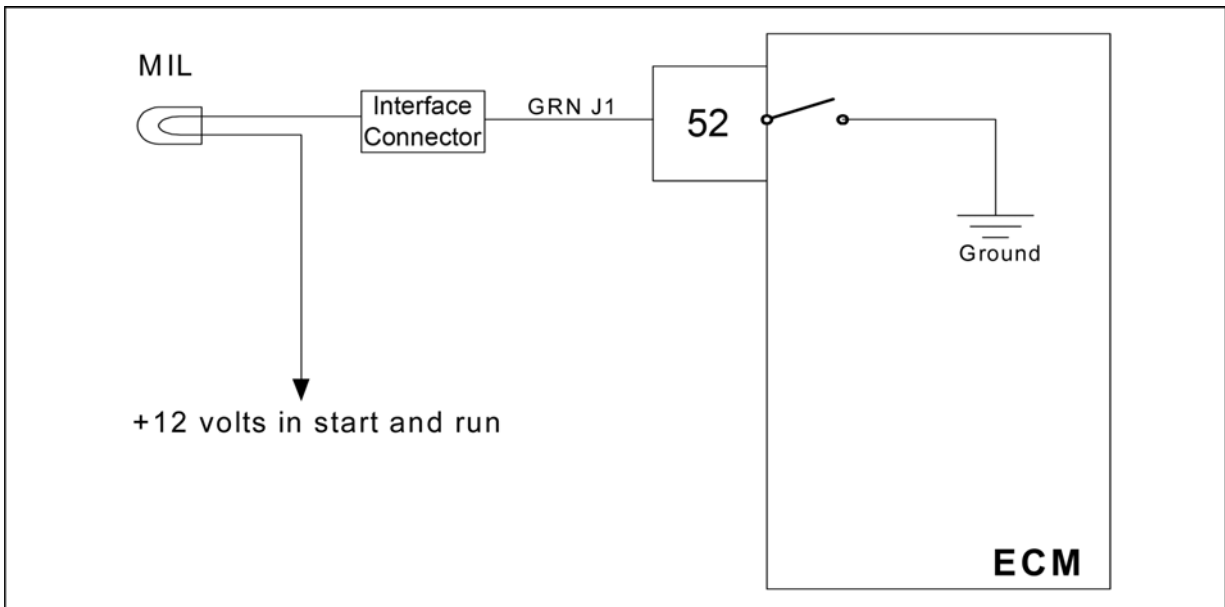 MIL
Interface
Connector
GRN J1
52
Ground
+12 volts in start and run
ECM